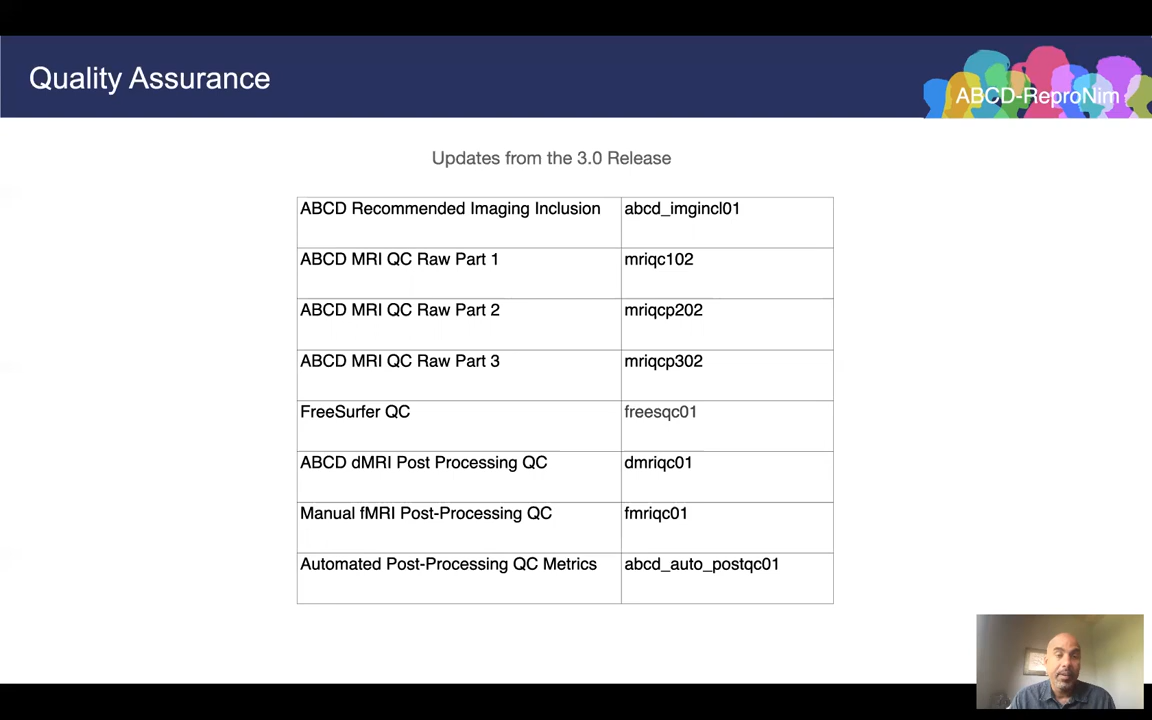 Quality Assurance
ABCD-ReproNim
Updates from the 3.0 Release
ABCD Recommended Imaging Inclusion abcd_imgincl01
ABCD MRI QC Raw Part 1 mriqc102
ABCD MRI QC Raw Part 2 mriqcp202
ABCD MRI QC Raw Part 3 mriqcp302
FreeSurfer QC freesqc01
ABCD dMRI Post Processing QC dmriqc01
Manual fMRI Post-Processing QC fmriqc01
Automated Post-Processing QC Metrics abcd_auto_postqc01